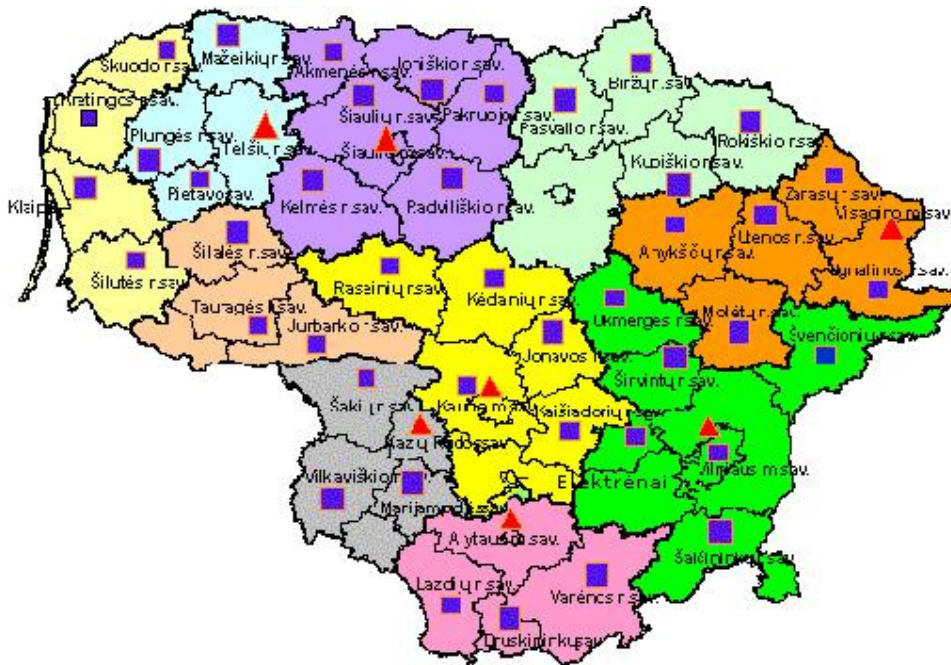 Skuodo r.sav.
Mažeikių r.sav.
Akmenės r.sav.
Joniškio r.sav.
Kretingos r.sav.
Plungės r.sav.
Telšių r.sav.
Šiaulių r.sav.
Pakruojo r.sav.
Pasvalio r.sav.
Biržų r.sav.
Rokiškio r.sav.
Kupiškio r.sav.
Rietavo sav.
Klaip
Kelmės r.sav.
Radviliškio r.sav.
Zarasų r.sav.
Visagino m.sav.
Anykščių r.sav.
Utenos r.sav.
Šilutės r.sav.
Šilalės r.sav.
Raseinių r.sav.
Kėdainių r.sav.
Ukmergės r.sav.
Molėtų r.sav.
Tauragės r.sav.
Jurbarko r.sav.
Jonavos r.sav.
Širvintų r.sav.
Švenčionių r.sav.
Šakių r.sav.
Kauno m.sav.
Kaišiadorių r.sav.
Kazlų Rūdos sav.
Vilkaviškio r.sav.
Elektrėnai
Vilniaus m.sav.
Alytaus m.sav.
Šalčininkų r.sav.
Lazdijų r.sav.
Varėnos r.sav.
Druskininkų sav.